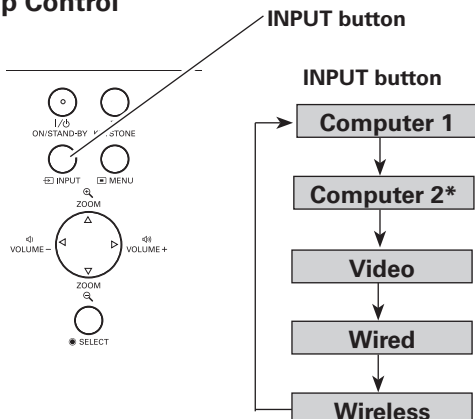 p Control
INPUT button
INPUT button
ON/STAND-BY
STONE
INPUT
MENU
ZOOM
VOLUME－
VOLUME＋
ZOOM
SELECT
Computer 1
Computer 2*
Video
Wired
Wireless